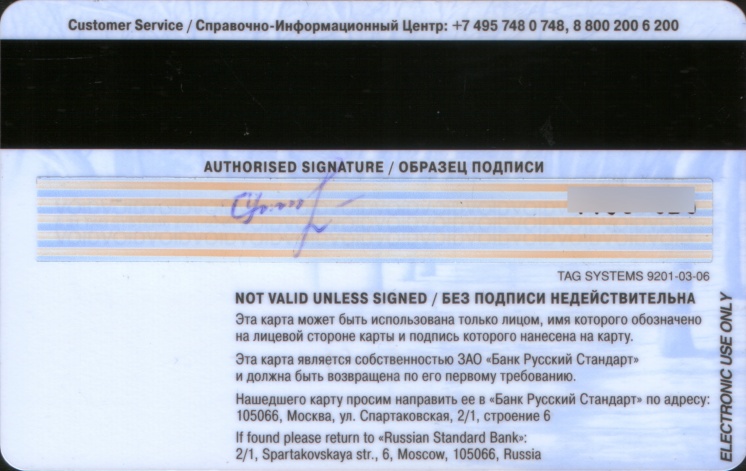 Customer Service / Справочно-Информационный Центр: +7 495 748 0 748, 8 800 200 6 200
AUTHORISED SIGNATURE / ОБРАЗЕЦ ПОДПИСИ
TAG SYSTEMS 9201-03-06
NOT VALID UNLESS SIGNED / БЕЗ ПОДПИСИ НЕДЕЙСТВИТЕЛЬНА
Эта карта может быть использована только лицом, имя которого обозначено
на лицевой стороне карты и подпись которого нанесена на карту.
Эта карта является собственностью ЗАО «Банк Русский Стандарт»
и должна быть возвращена по его первому требованию.
Нашедшего карту просим направить ее в «Банк Русский Стандарт» по адресу:
105066, Москва, ул. Спартаковская, 2/1, строение 6
If found please return to «Russian Standard Bank»:
2/1, Spartakovskaya str., 6, Moscow, 105066, Russia
ELECTRONIC USE ONLY